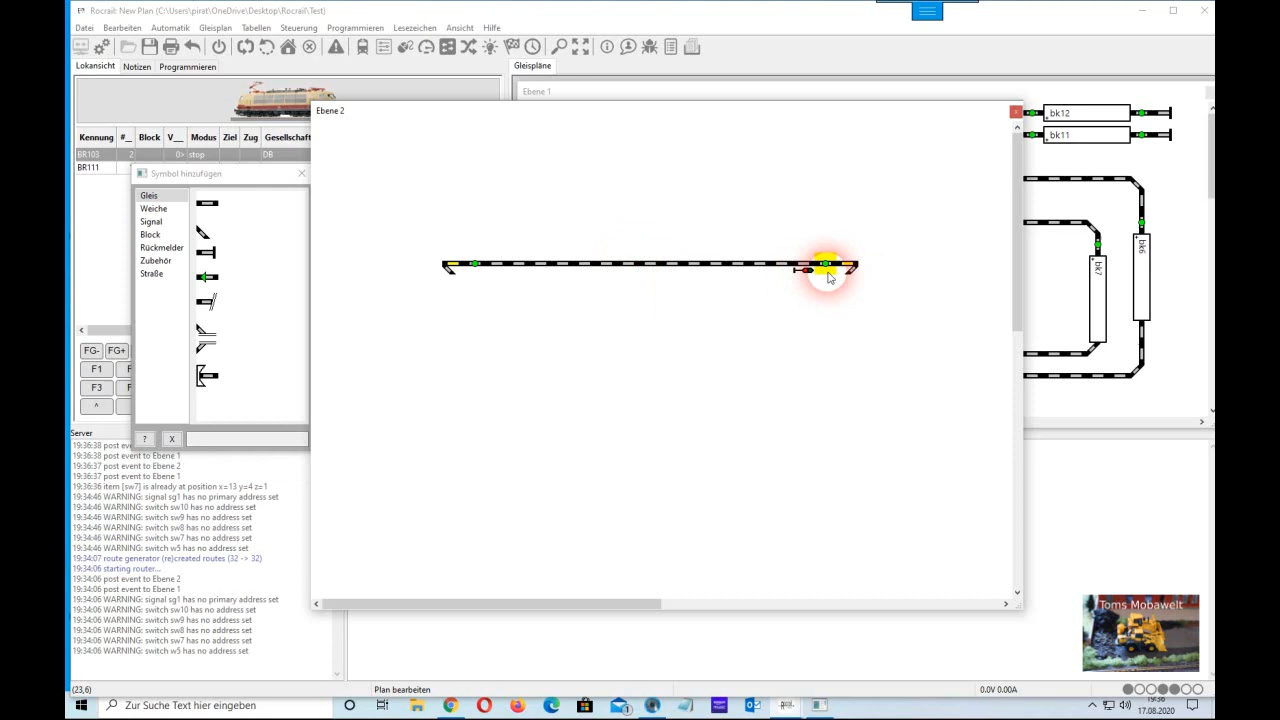 Rocrail: New Plan (C:\Users\pirat\OneDrive\Desktop\Rocrail\Test)
Datei Bearbeiten Automatik Gleisplan Tabellen Steuerung Ansicht Programmieren Lesezeichen Ansicht Hilfe
Lokansicht Notizen Programmieren
Gleispläne
Ebene 1
Ebene 2
Kennung #_ Block V__ Modus Ziel Zug Gesellschaft
BR103 2 0> stop DB
BR111
Symbol hinzufügen
Gleis
Weiche
Signal
Block
Rückmelder
Zubehör
Straße
? X
bk12
bk11
bk7
bk6
FG- FG+
F1
F3
^
Server
19:36:38 post ev
19:36:38 post event to Ebene 1
19:36:37 post event to Ebene 2
19:36:37 post event to Ebene 1
19:36:36 item [sw7] is already at position x=13 y=4 z=1
19:34:46 WARNING: signal sg1 has no primary address set
19:34:46 WARNING: switch sw10 has no address set
19:34:46 WARNING: switch sw9 has no address set
19:34:46 WARNING: switch sw8 has no address set
19:34:46 WARNING: switch sw7 has no address set
19:34:46 WARNING: switch w5 has no address set
19:34:07 route generator (re)created routes (32 -> 32)
19:34:06 starting router...
19:34:06 post event to Ebene 2
19:34:06 post event to Ebene 1
19:34:06 WARNING: signal sg1 has no primary address set
19:34:06 WARNING: switch sw10 has no address set
19:34:06 WARNING: switch sw9 has no address set
19:34:06 WARNING: switch sw8 has no address set
19:34:06 WARNING: switch sw7 has no address set
19:34:06 WARNING: switch w5 has no address set
Toms Mobawelt
(23,6) Plan bearbeiten 0.0V 0.00A
Zur Suche Text hier eingeben
17.08.2020